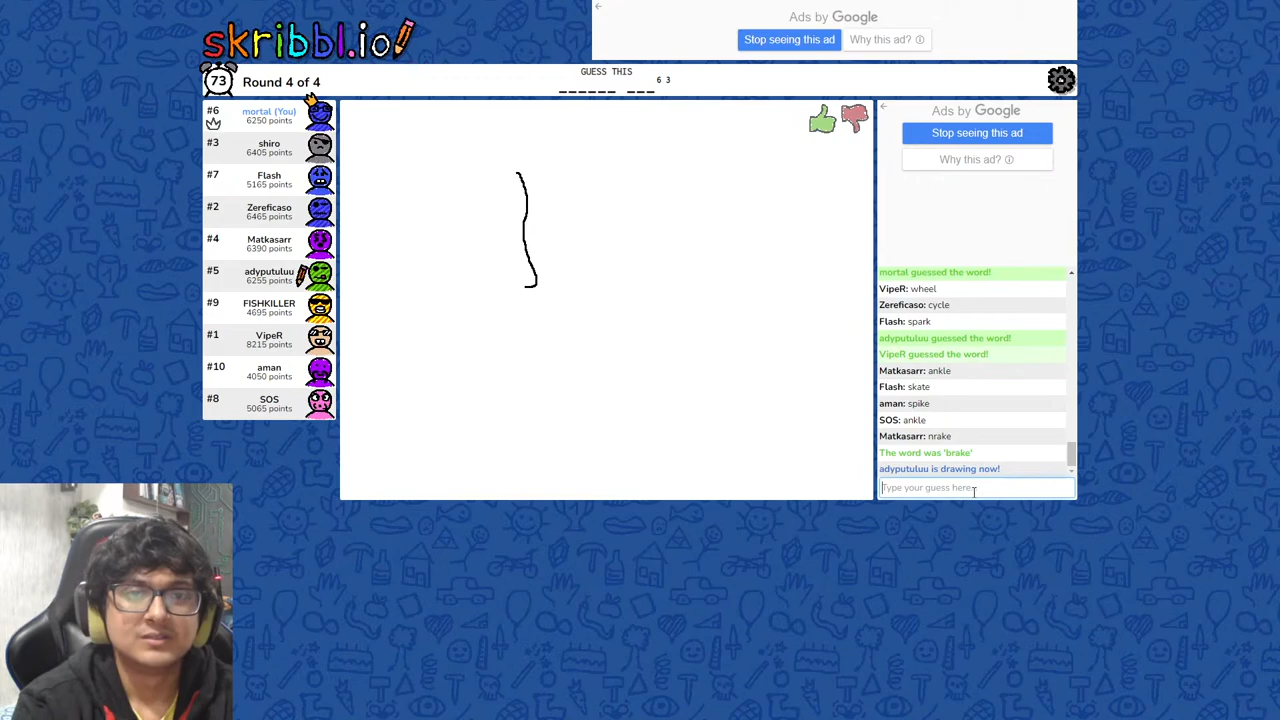 Ads by Google
Stop seeing this ad
Why this ad?
skribbl.io
73
Round 4 of 4
GUESS THIS
______ ___ 6 3
#6 mortal (You)
6250 points
#3 shiro
6405 points
#7 Flash
5165 points
#2 Zereficaso
6465 points
#4 Matkasarr
6390 points
#5 adyputuluu
6255 points
#9 FISHKILLER
4695 points
#1 VipeR
8215 points
#10 aman
4050 points
#8 SOS
5065 points
Ads by Google
Stop seeing this ad
Why this ad?
mortal guessed the word!
VipeR: wheel
Zereficaso: cycle
Flash: spark
adyputuluu guessed the word!
VipeR guessed the word!
Matkasarr: ankle
Flash: skate
aman: spike
SOS: ankle
Matkasarr: nrake
The word was 'brake'
adyputuluu is drawing now!
Type your guess here...